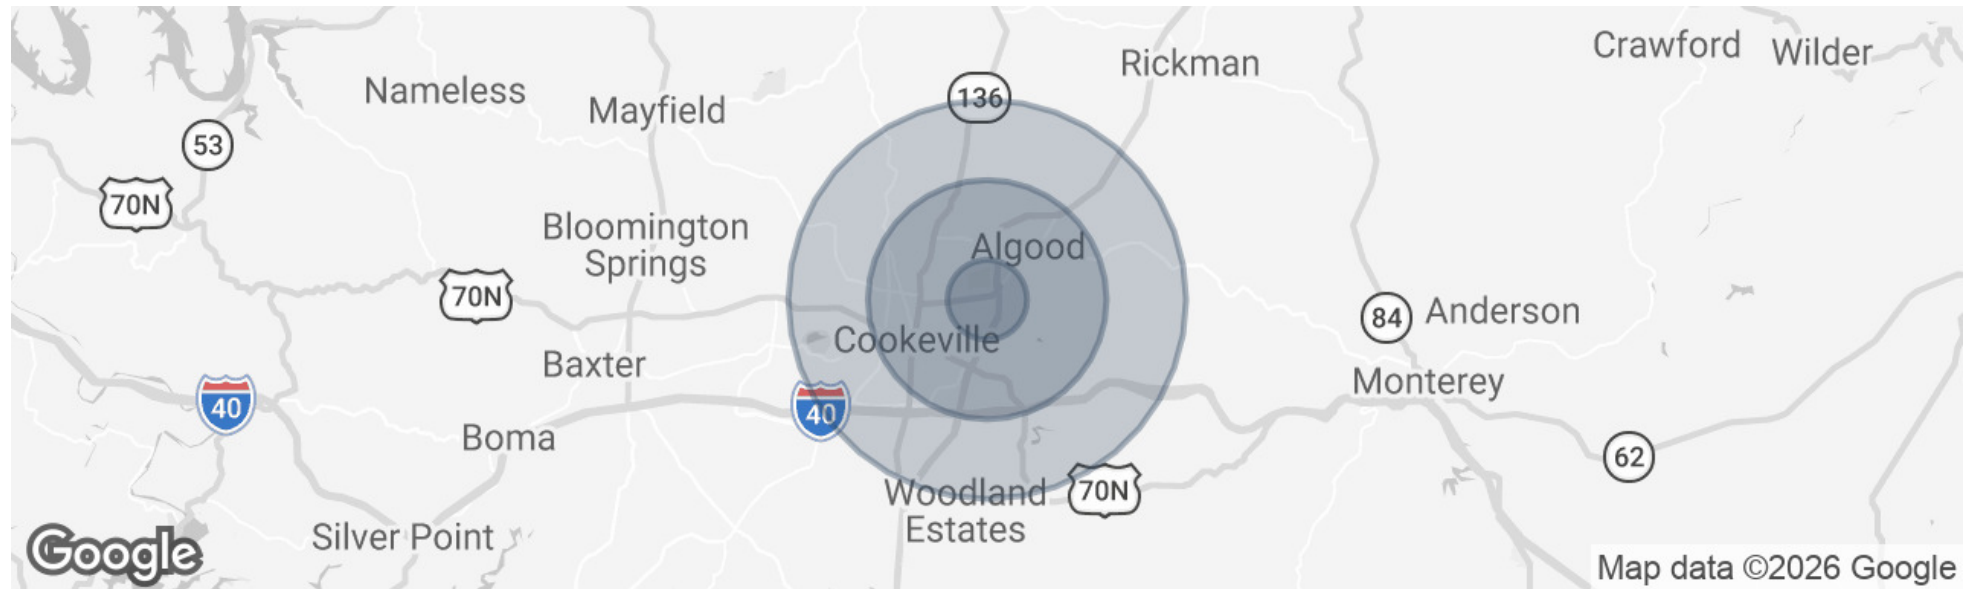 Crawford
Wilder
Rickman
Nameless
136
Mayfield
53
70N
Bloomington
Springs
Algood
70N
84
Anderson
Cookeville
Baxter
Monterey
40
40
Boma
62
Woodland
Estates
70N
Silver Point
Google
Map data ©2026 Google